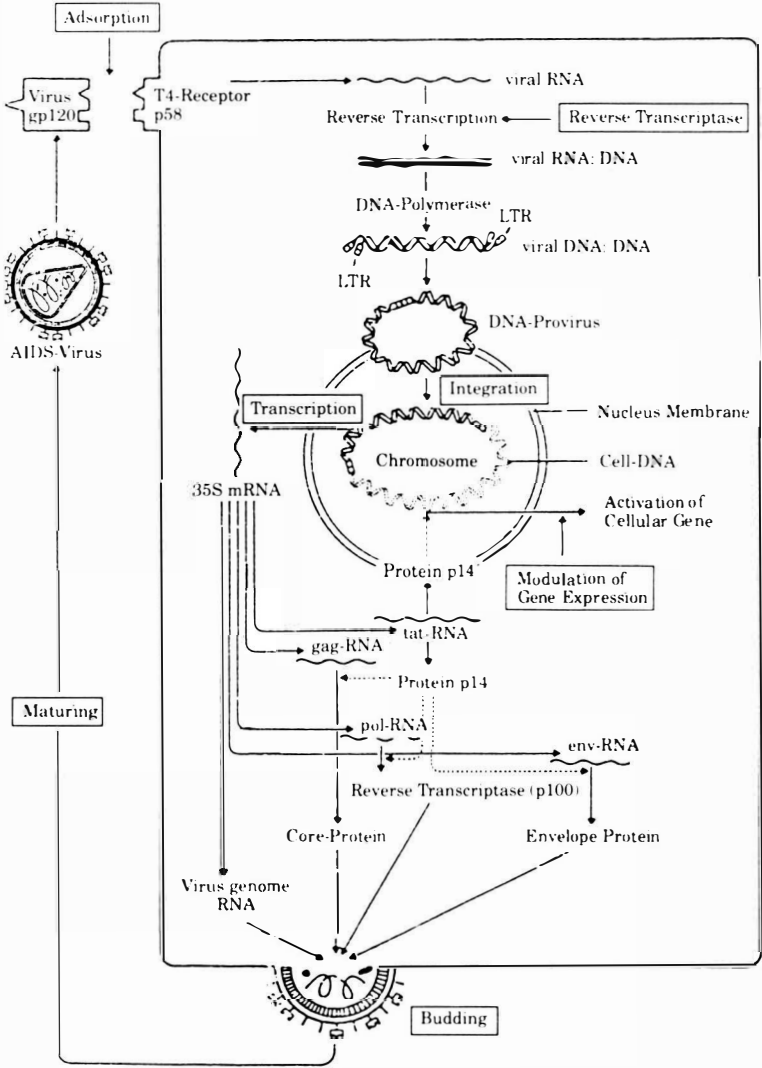 Adsorption
Virus
gp120
T4-Receptor
p58
viral RNA
Reverse Transcription
Reverse Transcriptase
viral RNA: DNA
DNA-Polymerase
LTR
viral DNA: DNA
LTR
DNA-Provirus
AIDS-Virus
Integration
Transcription
Nucleus Membrane
Chromosome
Cell-DNA
35S mRNA
Activation of
Cellular Gene
Protein p14
Modulation of
Gene Expression
tat-RNA
gag-RNA
Protein p14
Maturing
pol-RNA
env-RNA
Reverse Transcriptase (p100)
Core-Protein
Envelope Protein
Virus genome
RNA
Budding